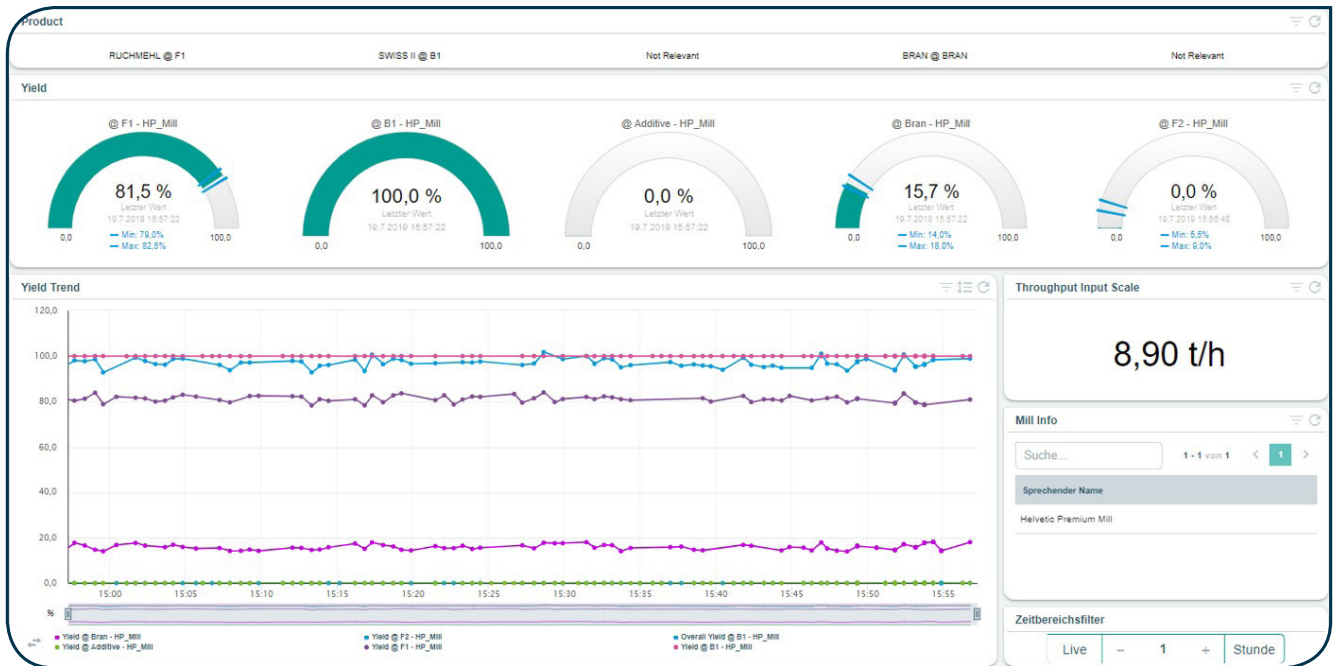 Product
RUCHMEHL @ F1
SWISS II @ B1
Not Relevant
BRAN @ BRAN
Not Relevant
Yield
@ F1 - HP_Mill
81,5 %
Letzter Wert
19.7.2019 15:57:22
0,0
100,0
Min: 79,0%
Max: 82,5%
@ B1 - HP_Mill
100,0 %
Letzter Wert
19.7.2019 15:57:22
0,0
100,0
@ Additive - HP_Mill
0,0 %
Letzter Wert
19.7.2019 15:57:22
0,0
100,0
@ Bran - HP_Mill
15,7 %
Letzter Wert
19.7.2019 15:57:22
0,0
100,0
Min: 14,0%
Max: 18,0%
@ F2 - HP_Mill
0,0 %
Letzter Wert
19.7.2019 15:56:48
0,0
100,0
Min: 5,5%
Max: 9,0%
Yield Trend
120,0
100,0
80,0
60,0
40,0
20,0
0,0
15:00
15:05
15:10
15:15
15:20
15:25
15:30
15:35
15:40
15:45
15:50
15:55
%
Yield @ Bran - HP_Mill
Yield @ F2 - HP_Mill
Overall Yield @ B1 - HP_Mill
Yield @ Additive - HP_Mill
Yield @ F1 - HP_Mill
Yield @ B1 - HP_Mill
Throughput Input Scale
8,90 t/h
Mill Info
Suche...
1 - 1 von 1
1
Sprechender Name
Helvetic Premium Mill
Zeitbereichsfilter
Live
–
1
+
Stunde